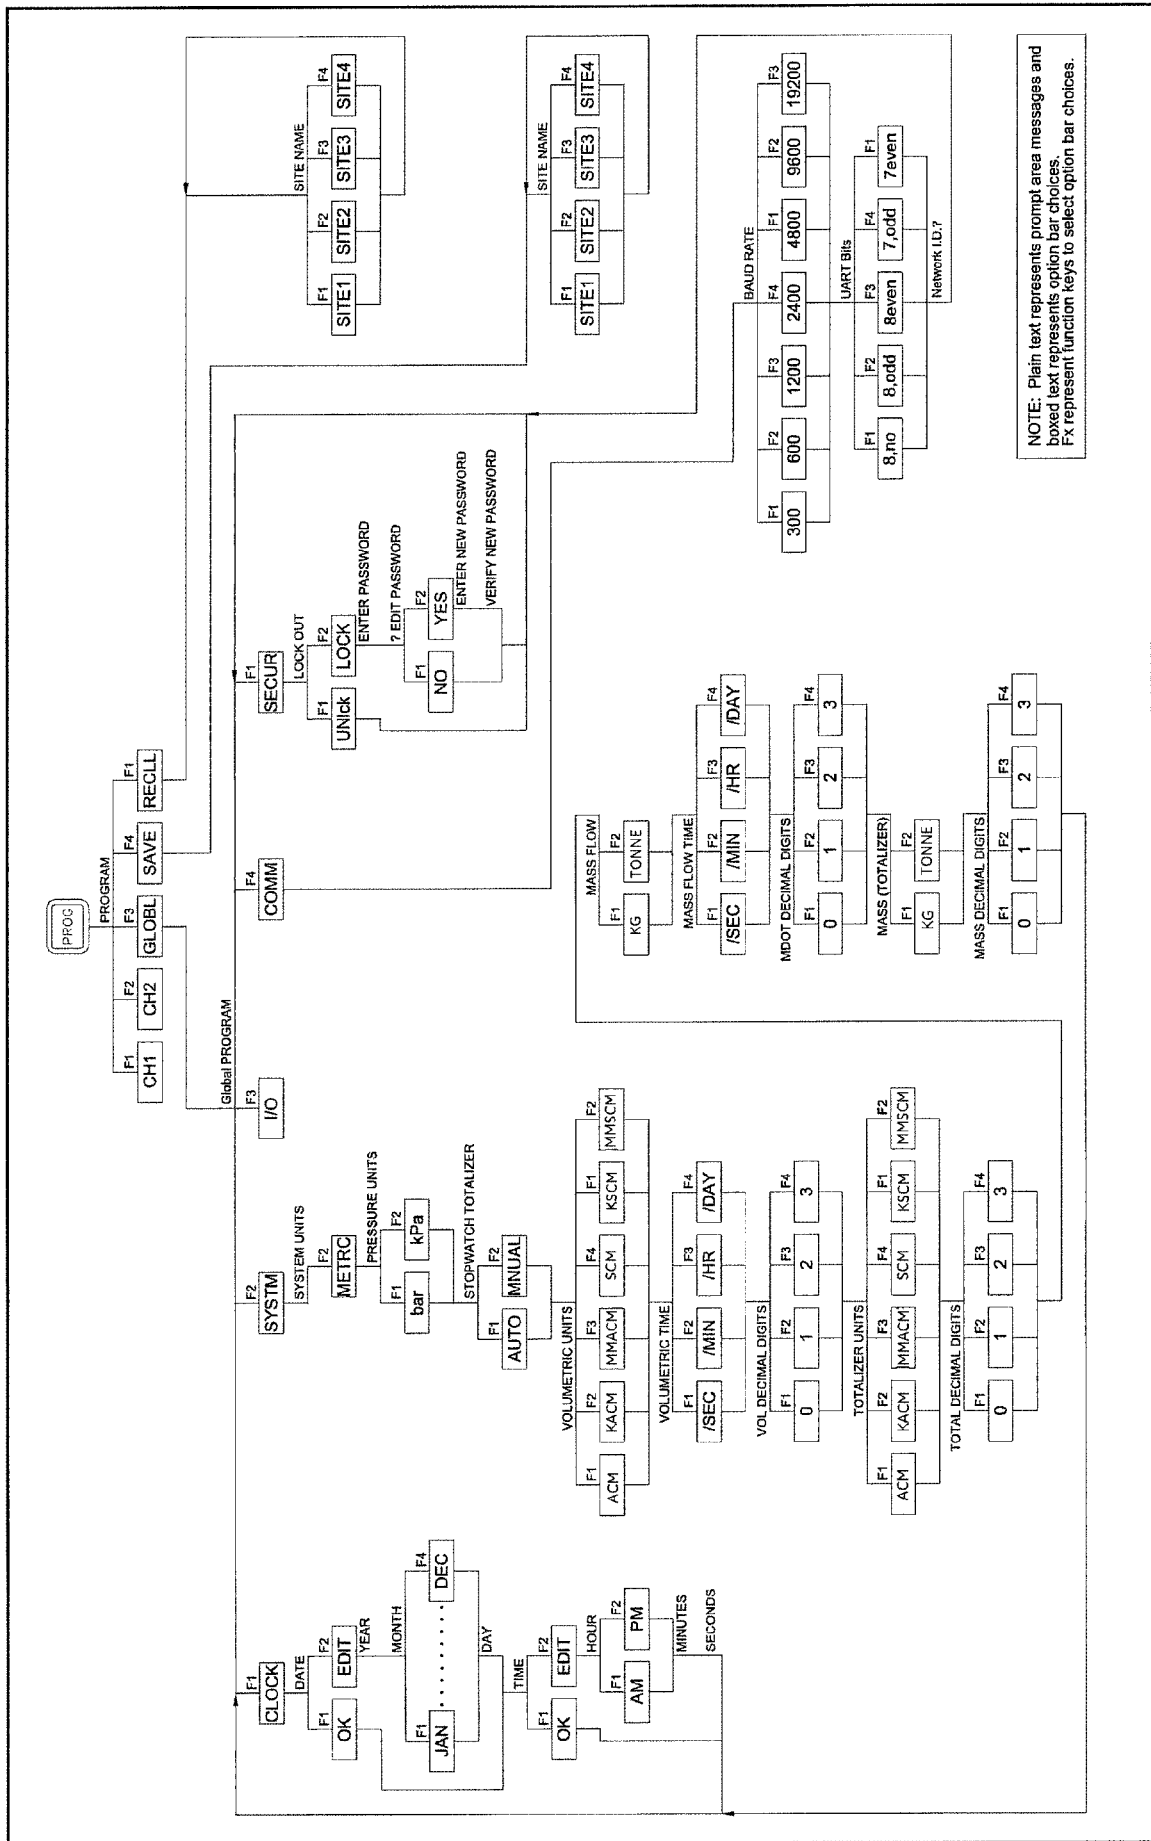 PROG
PROGRAM
F1 F2 F3 F4 F1
CH1 CH2 GLOBL SAVE RECLL
Global PROGRAM
F1 F2 F3 F4 F1
CLOCK SYSTM I/O COMM SECUR
DATE
F1 F2
OK EDIT
YEAR
MONTH
F1 F4
JAN ......... DEC
DAY
TIME
F1 F2
OK EDIT
HOUR
F1 F2
AM PM
MINUTES
SECONDS
SYSTEM UNITS
F2
METRC
PRESSURE UNITS
F1 F2
bar kPa
STOPWATCH TOTALIZER
F1 F2
AUTO MNUAL
VOLUMETRIC UNITS
F1 F2 F3 F4 F1 F2
ACM KACM MMACM SCM KSCM MMSCM
VOLUMETRIC TIME
F1 F2 F3 F4
/SEC /MIN /HR /DAY
VOL DECIMAL DIGITS
F1 F2 F3 F4
0 1 2 3
TOTALIZER UNITS
F1 F2 F3 F4 F1 F2
ACM KACM MMACM SCM KSCM MMSCM
TOTAL DECIMAL DIGITS
F1 F2 F3 F4
0 1 2 3
MASS FLOW
F1 F2
KG TONNE
MASS FLOW TIME
F1 F2 F3 F4
/SEC /MIN /HR /DAY
MDOT DECIMAL DIGITS
F1 F2 F3 F4
0 1 2 3
MASS (TOTALIZER)
F1 F2
KG TONNE
MASS DECIMAL DIGITS
F1 F2 F3 F4
0 1 2 3
LOCK OUT
F1 F2
UNlck LOCK
ENTER PASSWORD
? EDIT PASSWORD
F1 F2
NO YES
ENTER NEW PASSWORD
VERIFY NEW PASSWORD
SITE NAME
F1 F2 F3 F4
SITE1 SITE2 SITE3 SITE4
SITE NAME
F1 F2 F3 F4
SITE1 SITE2 SITE3 SITE4
BAUD RATE
F1 F2 F3 F4 F1 F2 F3
300 600 1200 2400 4800 9600 19200
UART Bits
F1 F2 F3 F4 F1
8,no 8,odd 8even 7,odd 7even
Network I.D.?
NOTE: Plain text represents prompt area messages and
boxed text represents option bar choices.
Fx represent function keys to select option bar choices.